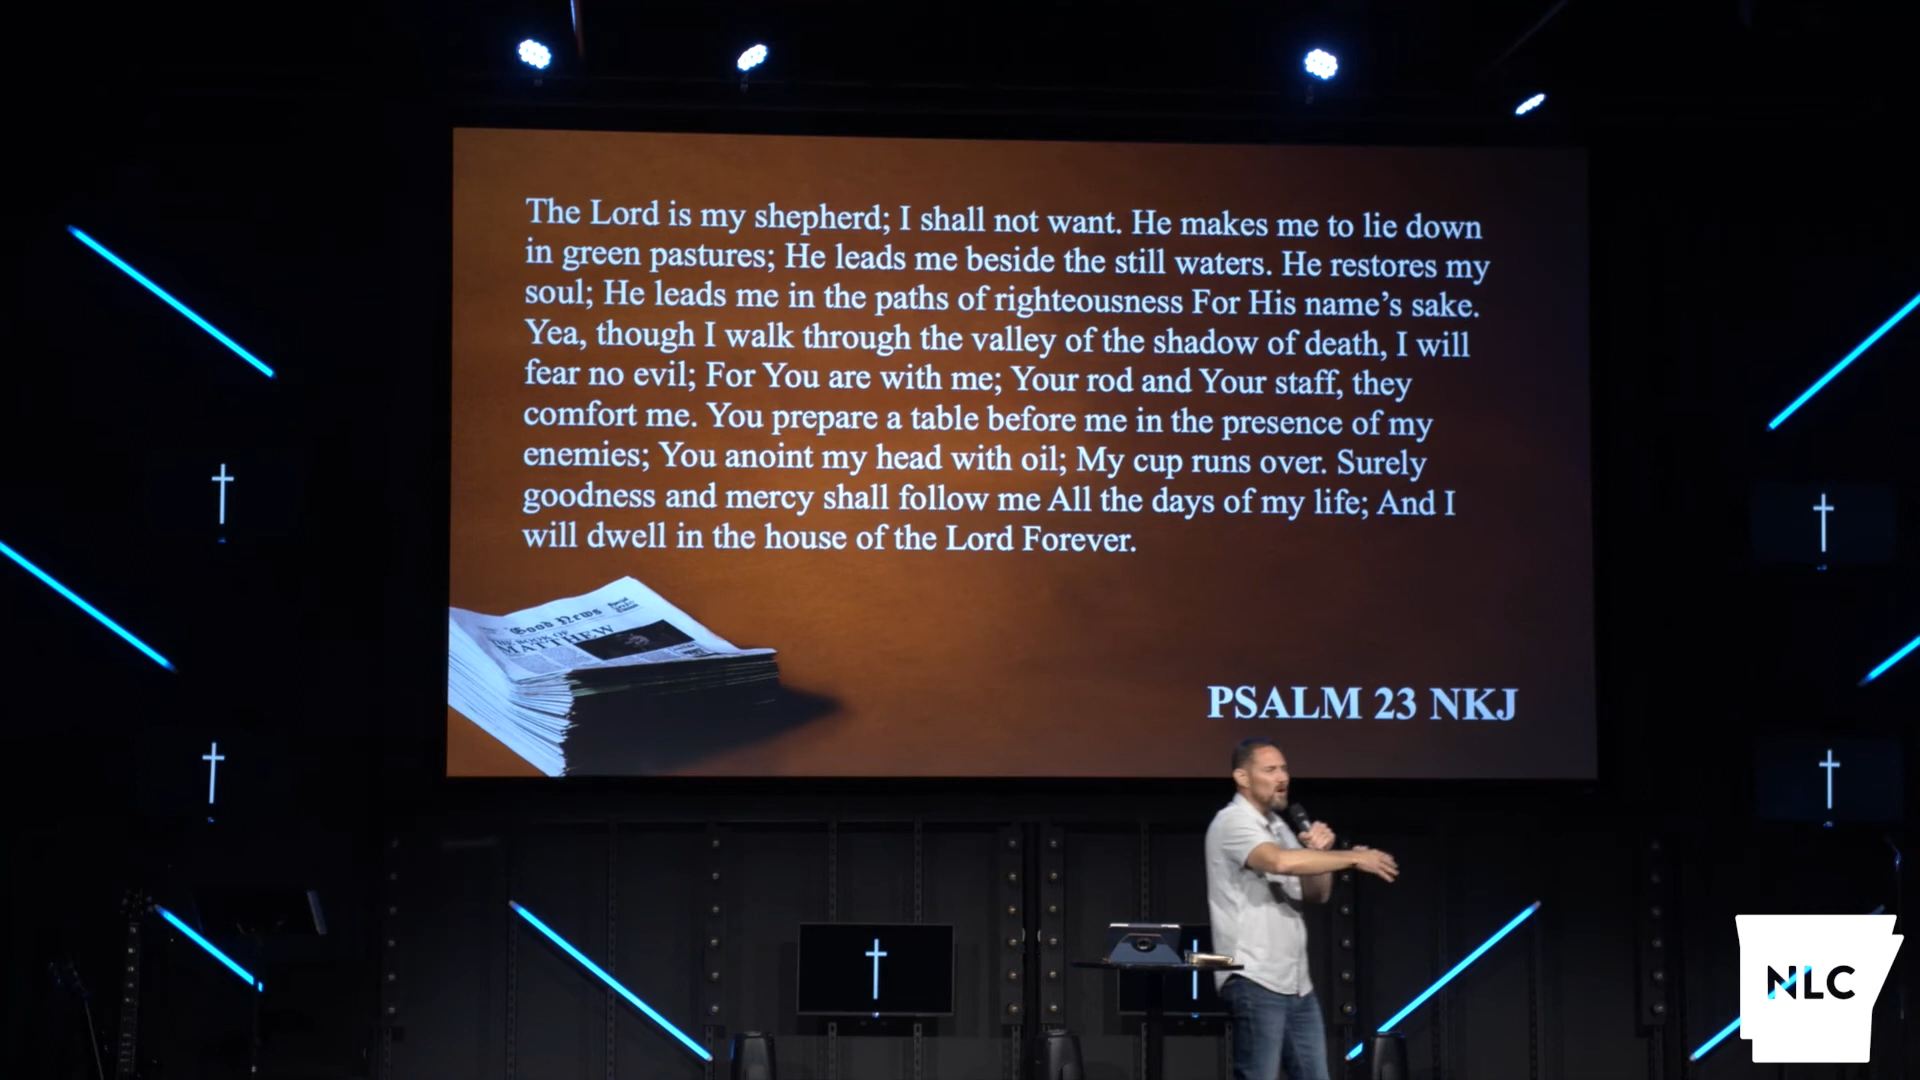 The Lord is my shepherd; I shall not want. He makes me to lie down
in green pastures; He leads me beside the still waters. He restores my
soul; He leads me in the paths of righteousness For His name’s sake.
Yea, though I walk through the valley of the shadow of death, I will
fear no evil; For You are with me; Your rod and Your staff, they
comfort me. You prepare a table before me in the presence of my
enemies; You anoint my head with oil; My cup runs over. Surely
goodness and mercy shall follow me All the days of my life; And I
will dwell in the house of the Lord Forever.
Good News
THE BOOK OF
MATTHEW
PSALM 23 NKJ
NLC